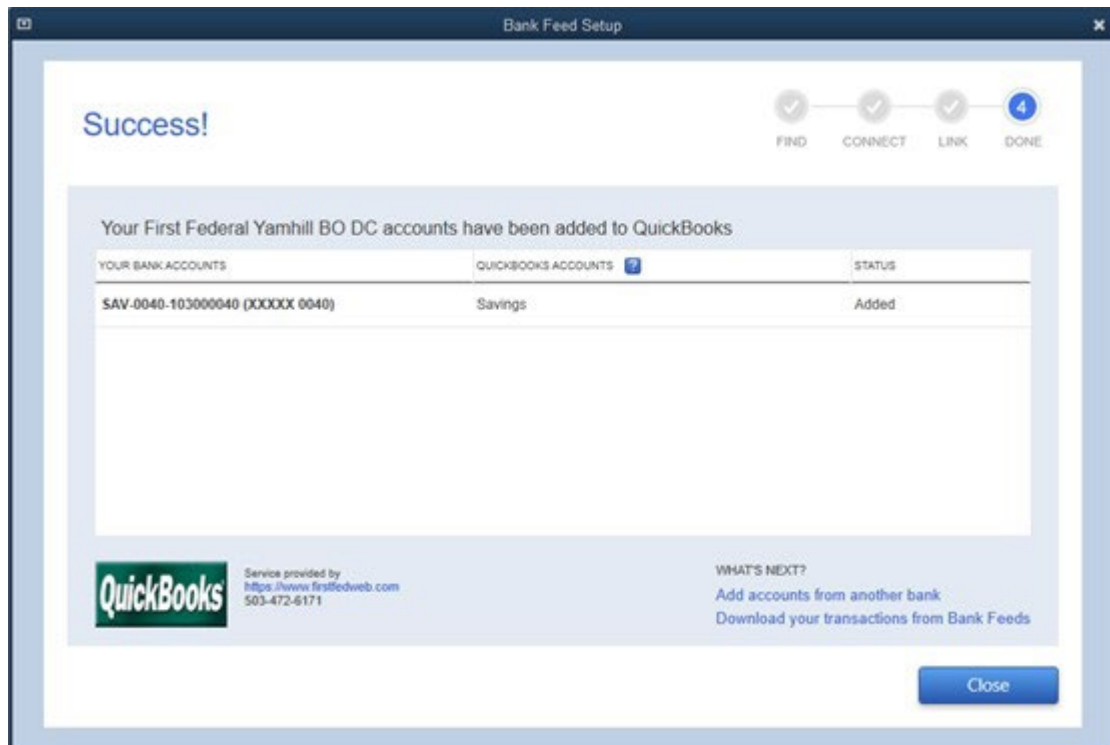 Bank Feed Setup
Success!
4
FIND CONNECT LINK DONE
Your First Federal Yamhill BO DC accounts have been added to QuickBooks
YOUR BANK ACCOUNTS QUICKBOOKS ACCOUNTS ? STATUS
SAV-0040-103000040 (XXXXX 0040) Savings Added
QuickBooks
Service provided by
https://www.firstfedweb.com
503-472-6171
WHAT'S NEXT?
Add accounts from another bank
Download your transactions from Bank Feeds
Close